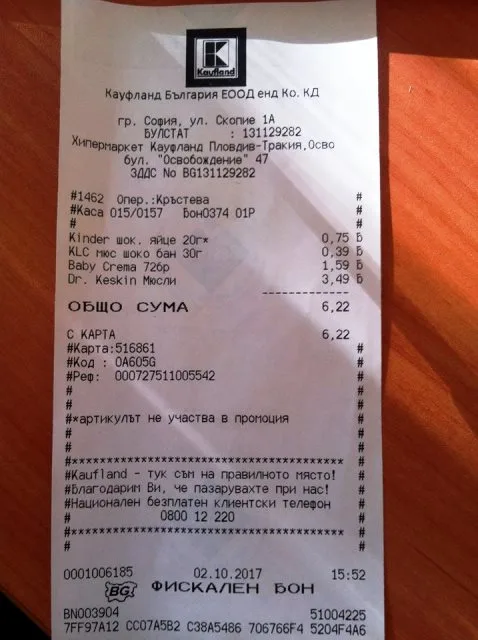 K
Kaufland
Кауфланд България ЕООД енд Ко. КД
гр. София, ул. Скопие 1А
БУЛСТАТ : 131129282
Хипермаркет Кауфланд Пловдив-Тракия,Осво
бул. "Освобождение" 47
ЗДДС No BG131129282
#1462 Опер.:Кръстева #
#Каса 015/0157 Бон0374 01Р #
# #
Kinder шок. яйце 20г* 0,75 Б
KLC мюс шоко бан 30г 0,39 Б
Baby Crema 72бр 1,59 Б
Dr. Keskin Мюсли 3,49 Б
-------------
ОБЩО СУМА 6,22
С КАРТА 6,22
#Карта:516861 #
#Код : 0A605G #
#Реф: 000727511005542 #
# #
# #
#*артикулът не участва в промоция #
# #
# #
#*************************************** #
#Kaufland - тук съм на правилното място! #
#Благодарим Ви, че пазарувахте при нас! #
#Национален безплатен клиентски телефон #
# 0800 12 220 #
#*************************************** #
# #
0001006185 02.10.2017 15:52
BG ФИСКАЛЕН БОН
BN003904 51004225
7FF97A12 CC07A5B2 C38A5486 706766F4 5204F4A6